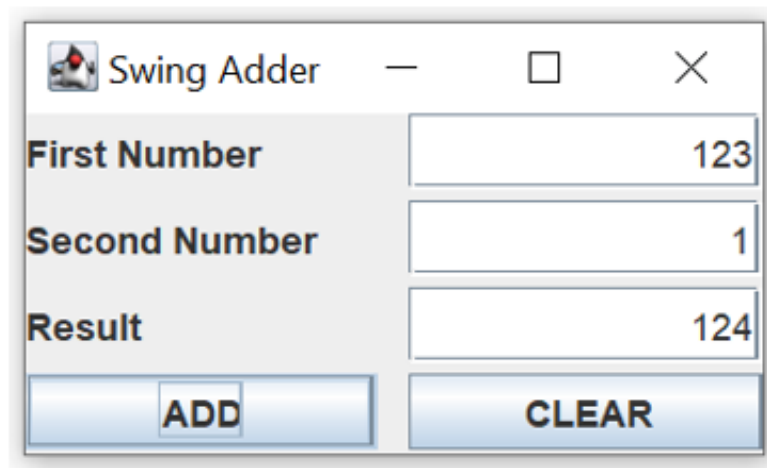 Swing Adder
First Number 123
Second Number 1
Result 124
ADD CLEAR